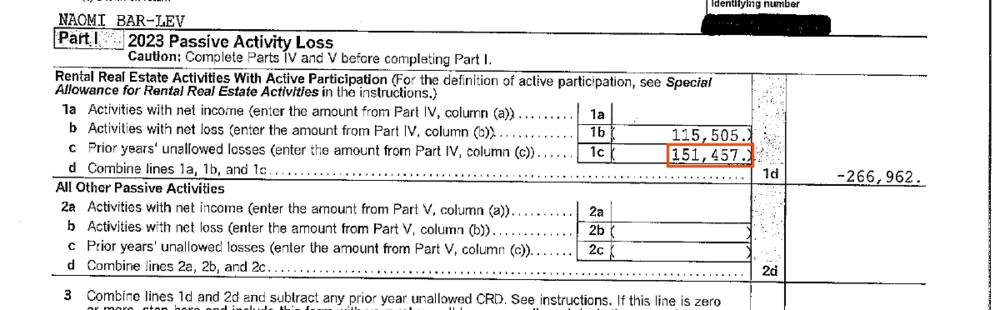 Identifying number
NAOMI BAR-LEV
Part I 2023 Passive Activity Loss
Caution: Complete Parts IV and V before completing Part I.
Rental Real Estate Activities With Active Participation (For the definition of active participation, see Special
Allowance for Rental Real Estate Activities in the instructions.)
1a Activities with net income (enter the amount from Part IV, column (a)).......... 1a
b Activities with net loss (enter the amount from Part IV, column (b)).............. 1b ( 115,505.)
c Prior years' unallowed losses (enter the amount from Part IV, column (c))...... 1c ( 151,457.)
d Combine lines 1a, 1b, and 1c........................................ 1d -266,962.
All Other Passive Activities
2a Activities with net income (enter the amount from Part V, column (a))........... 2a
b Activities with net loss (enter the amount from Part V, column (b))............. 2b ( )
c Prior years' unallowed losses (enter the amount from Part V, column (c))....... 2c ( )
d Combine lines 2a, 2b, and 2c........................................ 2d
3 Combine lines 1d and 2d and subtract any prior year unallowed CRD. See instructions. If this line is zero